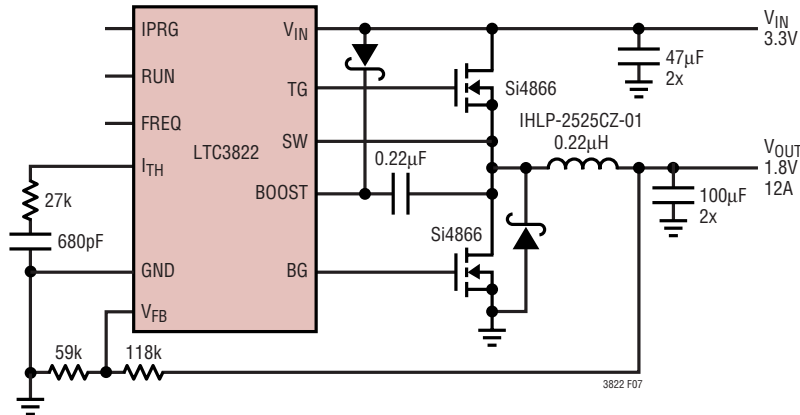 IPRG
RUN
FREQ
ITH
GND
VFB
VIN
TG
SW
BOOST
BG
LTC3822
27k
680pF
59k
118k
0.22μF
Si4866
Si4866
IHLP-2525CZ-01
0.22μH
47μF
2x
100μF
2x
VIN
3.3V
VOUT
1.8V
12A
3822 F07